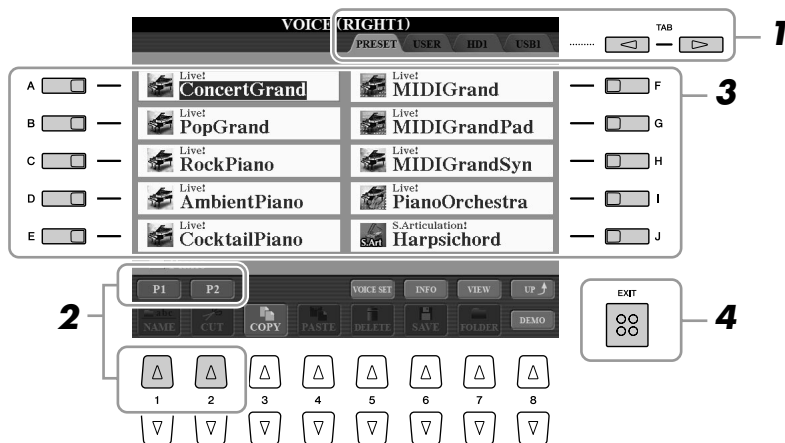 VOICE (RIGHT1)
PRESET USER HD1 USB1
TAB
1
A
Live!
ConcertGrand
Live!
MIDIGrand
F
3
B
Live!
PopGrand
Live!
MIDIGrandPad
G
C
Live!
RockPiano
Live!
MIDIGrandSyn
H
D
Live!
AmbientPiano
Live!
PianoOrchestra
I
E
Live!
CocktailPiano
S.Art
S.Articulation!
Harpsichord
J
2
P1 P2 VOICE SET INFO VIEW UP
NAME CUT COPY PASTE DELETE SAVE FOLDER DEMO
EXIT
4
1 2 3 4 5 6 7 8